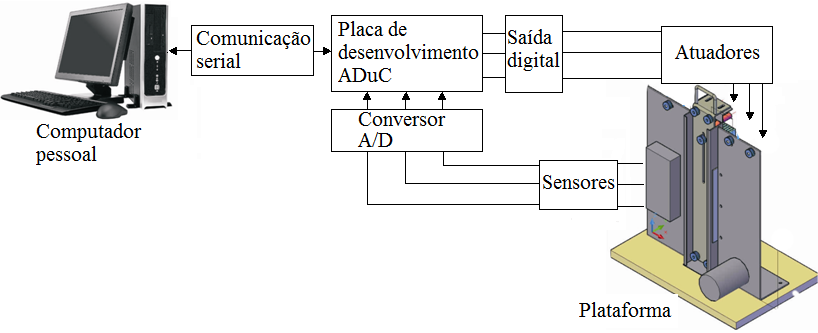 Computador
pessoal
Comunicação
serial
Placa de
desenvolvimento
ADuC
Saída
digital
Atuadores
Conversor
A/D
Sensores
Plataforma